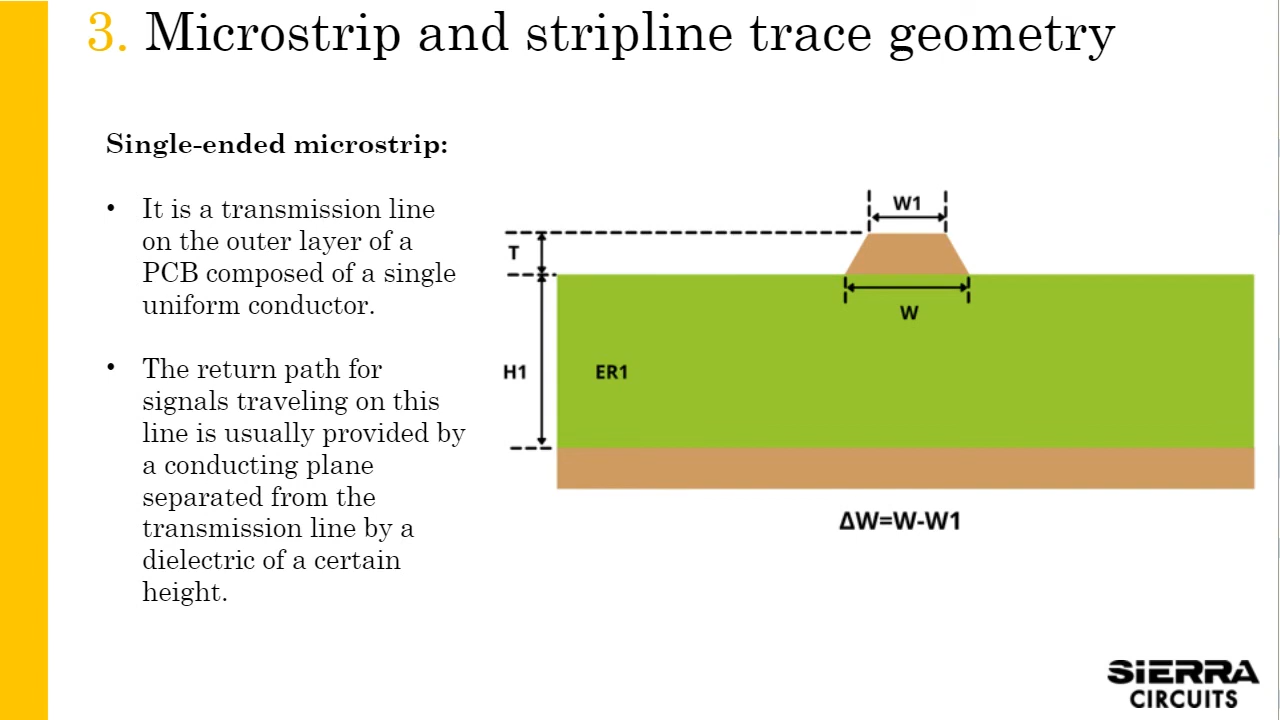 3. Microstrip and stripline trace geometry
Single-ended microstrip:
• It is a transmission line
on the outer layer of a
PCB composed of a single
uniform conductor.
• The return path for
signals traveling on this
line is usually provided by
a conducting plane
separated from the
transmission line by a
dielectric of a certain
height.
W1
T
W
H1
ER1
ΔW=W-W1
SiERRA
CIRCUITS